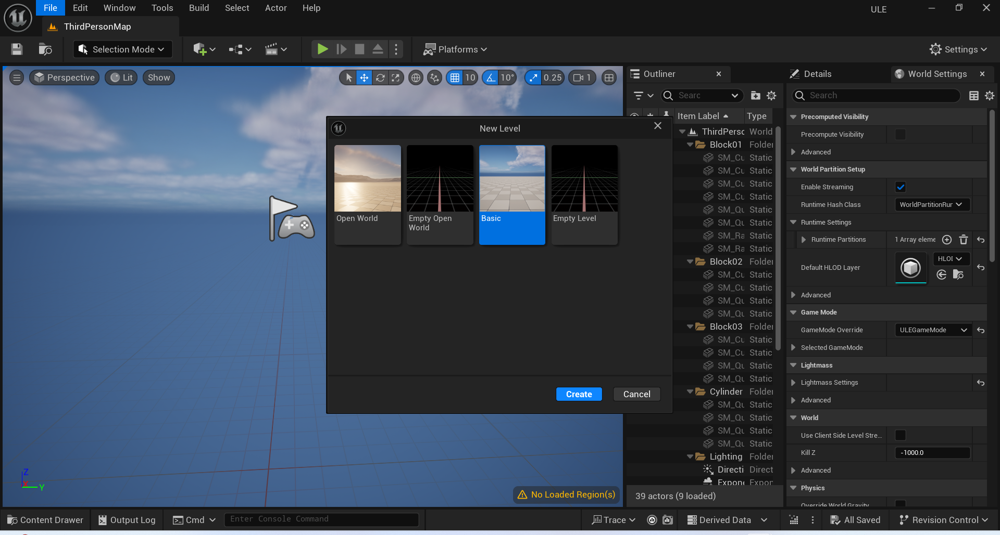 File Edit Window Tools Build Select Actor Help
ULE
ThirdPersonMap
Selection Mode
Platforms
Settings
Perspective Lit Show
10 10° 0.25 1
Outliner
Details
World Settings
Searc
Search
Item Label Type
ThirdPersc World
Block01 Folder
SM_Cu Static
SM_Cu Static
SM_Cu Static
SM_Cu Static
SM_Qu Static
SM_Qu Static
SM_Ra Static
SM_Ra Static
Block02 Folder
SM_Cu Static
SM_Cu Static
SM_Qu Static
SM_Qu Static
Block03 Folder
SM_Cu Static
SM_Cu Static
SM_Qu Static
SM_Qu Static
Cylinder Folder
SM_Qu Static
SM_Qu Static
SM_Qu Static
SM_Qu Static
Lighting Folder
Directi Direct
Expon Expon
39 actors (9 loaded)
New Level
Open World
Empty Open
World
Basic
Empty Level
Create
Cancel
Z
X
Y
No Loaded Region(s)
Precomputed Visibility
Precompute Visibility
Advanced
World Partition Setup
Enable Streaming
Runtime Hash Class WorldPartitionRur
Runtime Settings
Runtime Partitions 1 Array eleme
Default HLOD Layer HLOI
Advanced
Game Mode
GameMode Override ULEGameMode
Selected GameMode
Lightmass
Lightmass Settings
Advanced
World
Use Client Side Level Stre...
Kill Z -1000.0
Advanced
Physics
Override World Gravity
Content Drawer
Output Log
Cmd
Enter Console Command
Trace
Derived Data
All Saved
Revision Control